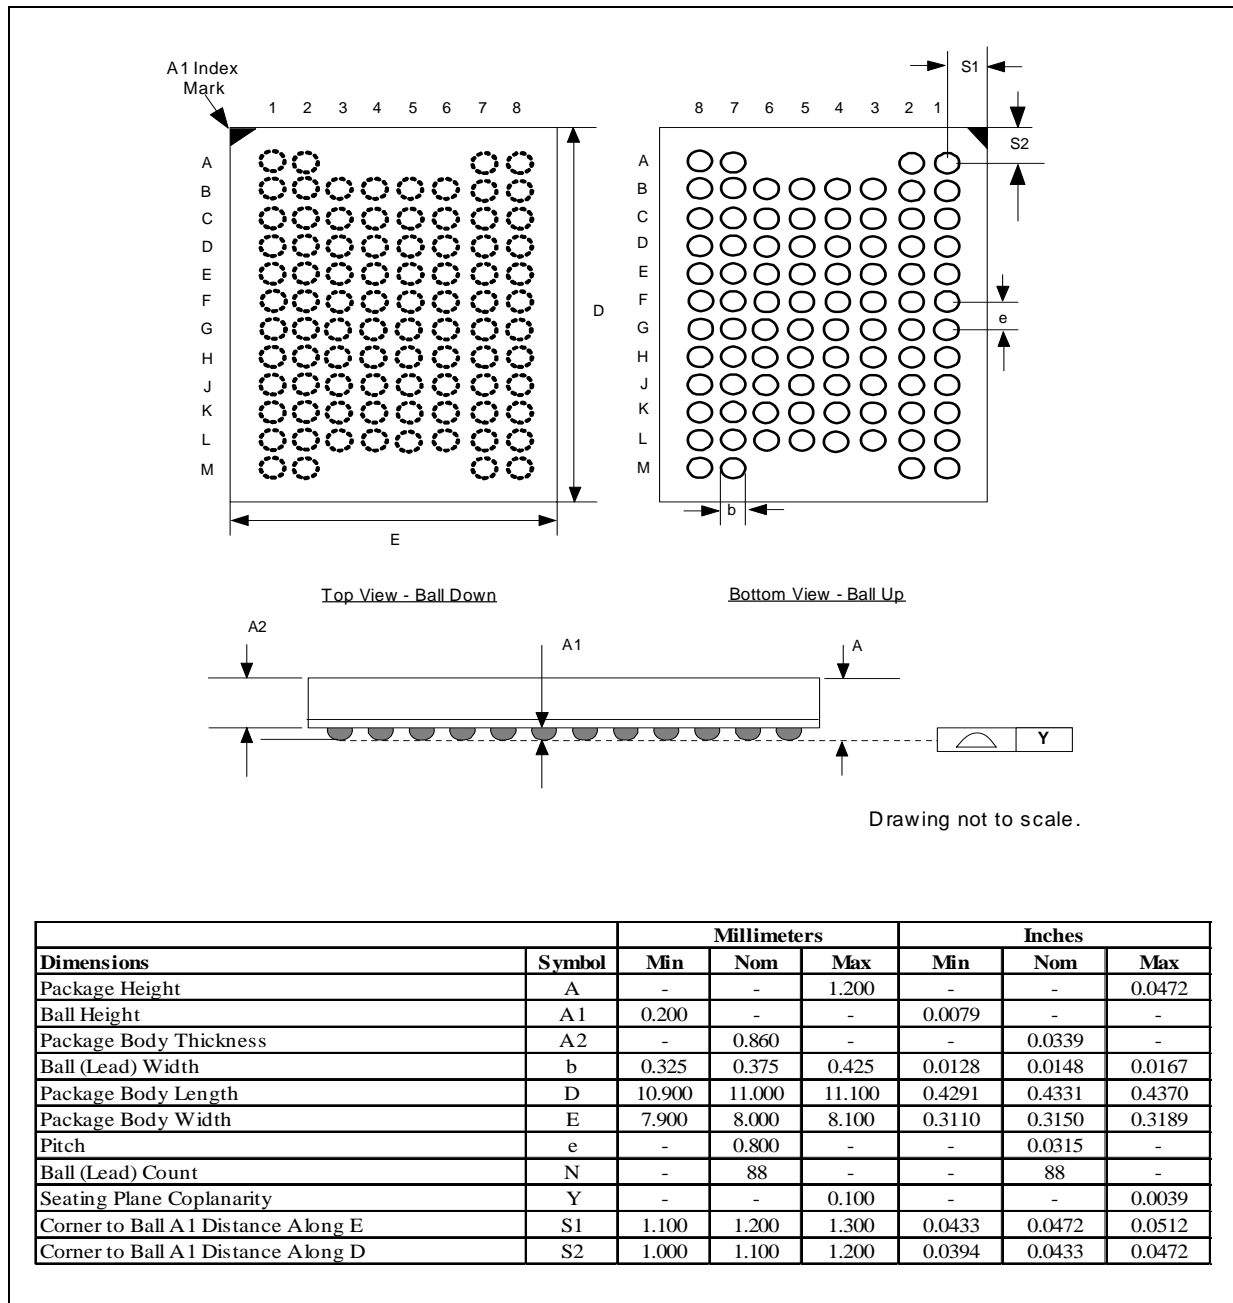 A1 Index
Mark
1 2 3 4 5 6 7 8
A
B
C
D
E
F
G
H
J
K
L
M
D
E
8 7 6 5 4 3 2 1
S1
S2
A
B
C
D
E
F
G
H
J
K
L
M
e
b
Top View - Ball Down
Bottom View - Ball Up
A2
A1
A
Y
Drawing not to scale.
Millimeters Inches
Dimensions Symbol Min Nom Max Min Nom Max
Package Height A - - 1.200 - - 0.0472
Ball Height A1 0.200 - - 0.0079 - -
Package Body Thickness A2 - 0.860 - - 0.0339 -
Ball (Lead) Width b 0.325 0.375 0.425 0.0128 0.0148 0.0167
Package Body Length D 10.900 11.000 11.100 0.4291 0.4331 0.4370
Package Body Width E 7.900 8.000 8.100 0.3110 0.3150 0.3189
Pitch e - 0.800 - - 0.0315 -
Ball (Lead) Count N - 88 - - 88 -
Seating Plane Coplanarity Y - - 0.100 - - 0.0039
Corner to Ball A1 Distance Along E S1 1.100 1.200 1.300 0.0433 0.0472 0.0512
Corner to Ball A1 Distance Along D S2 1.000 1.100 1.200 0.0394 0.0433 0.0472